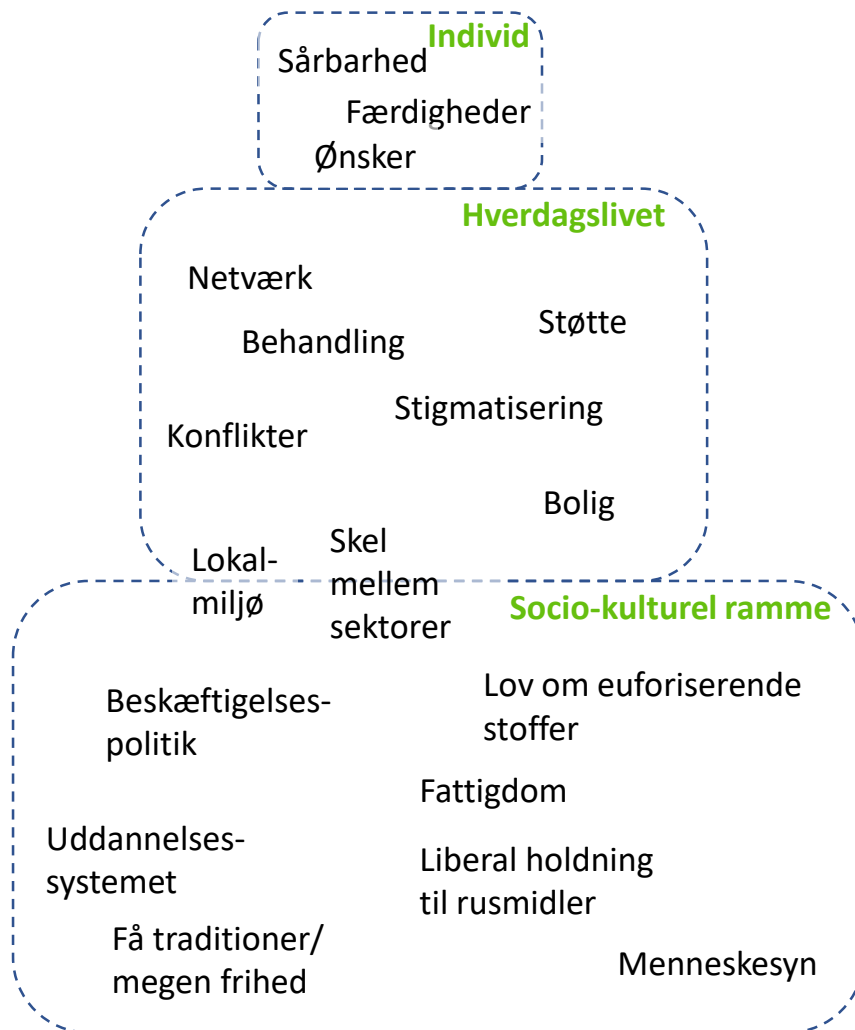 Individ
Sårbarhed
Færdigheder
Ønsker
Hverdagslivet
Netværk
Støtte
Behandling
Stigmatisering
Konflikter
Bolig
Lokal-
miljø
Skel
mellem
sektorer
Socio-kulturel ramme
Beskæftigelses-
politik
Lov om euforiserende
stoffer
Fattigdom
Uddannelses-
systemet
Liberal holdning
til rusmidler
Få traditioner/
megen frihed
Menneskesyn